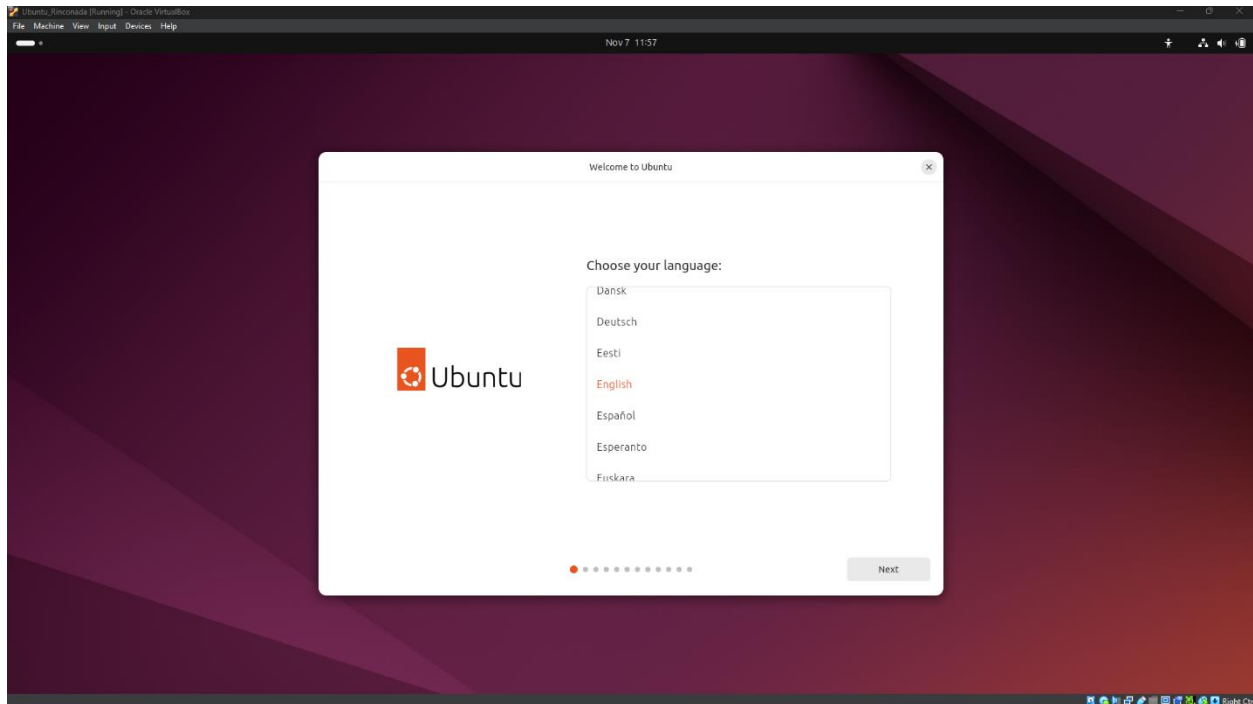 Ubuntu_Rinconada [Running] - Oracle VirtualBox
File Machine View Input Devices Help
Nov 7 11:57
Welcome to Ubuntu
Choose your language:
Dansk
Deutsch
Eesti
English
Ubuntu
Español
Esperanto
Euskara
Next
Right Ct